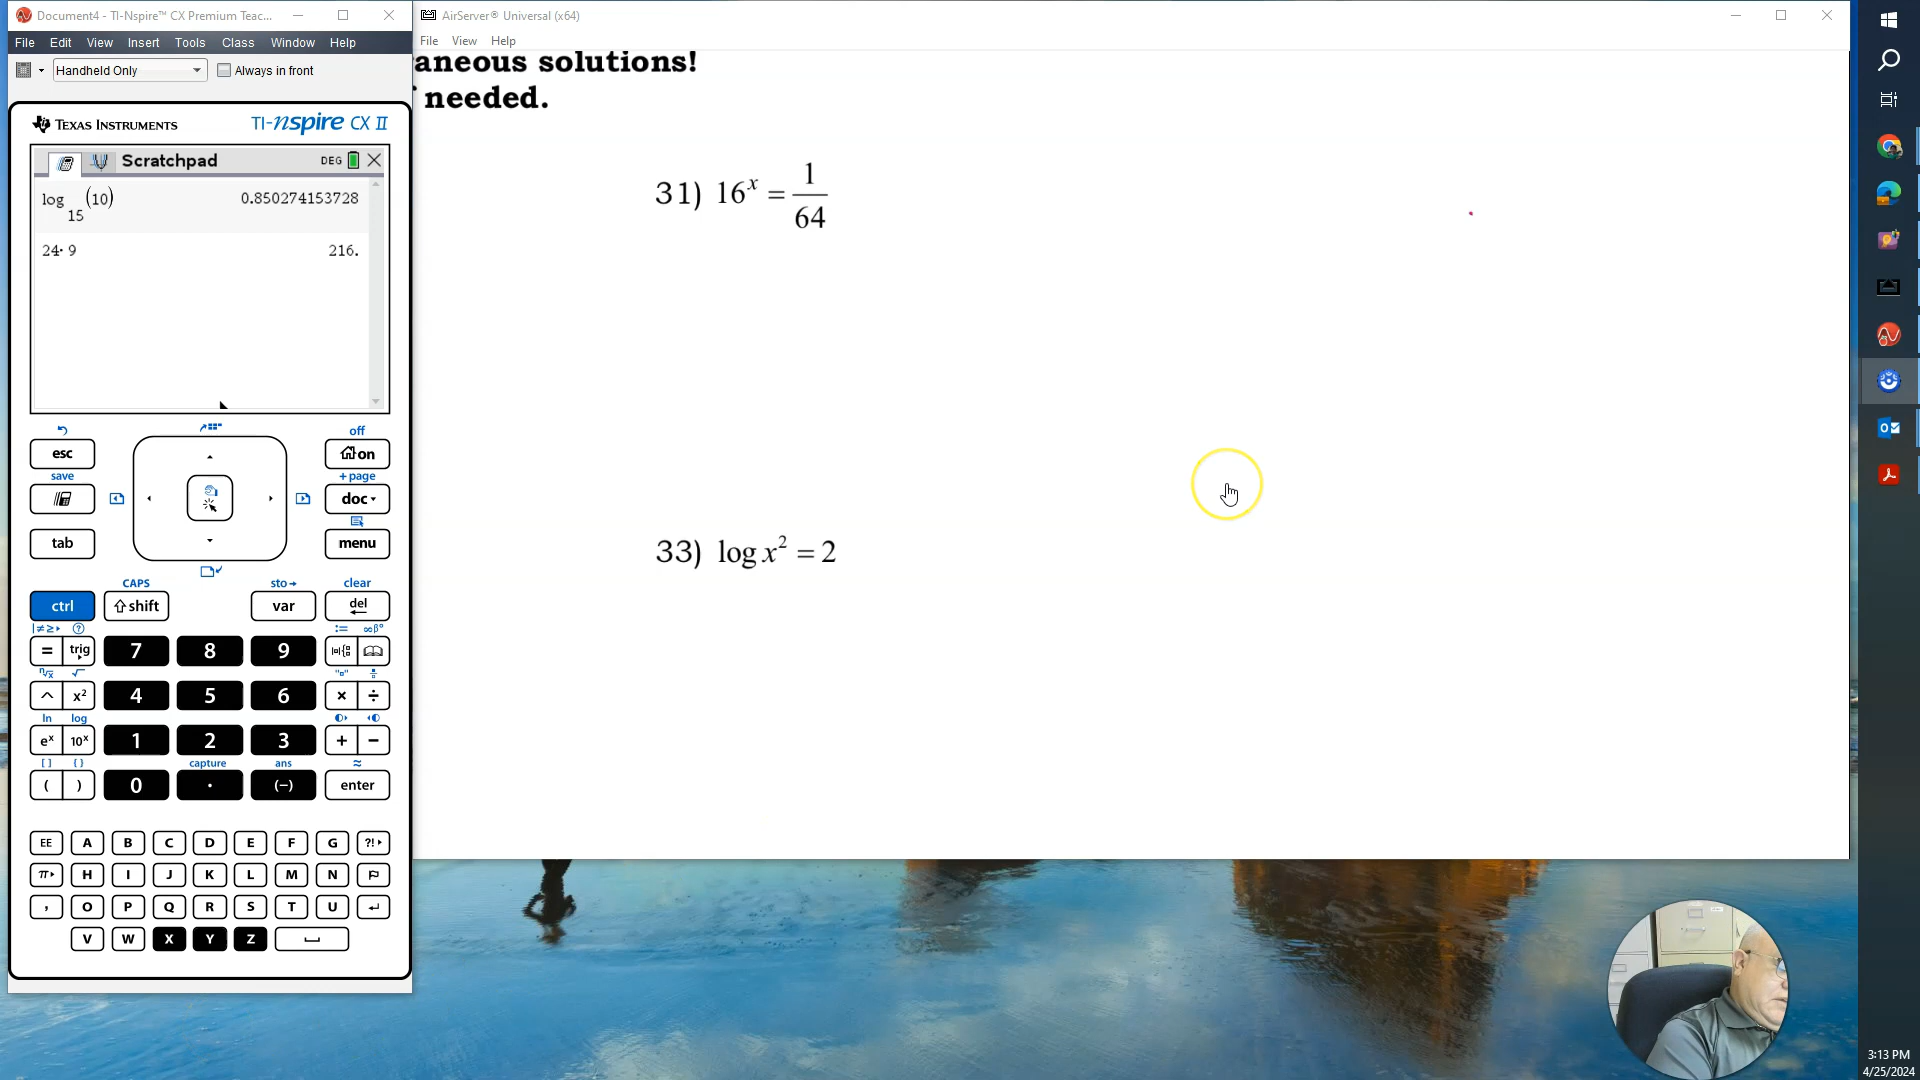 Document4 - TI-Nspire™ CX Premium Teac...
File Edit View Insert Tools Class Window Help
Handheld Only
Always in front
TEXAS INSTRUMENTS
TI-nspire CX II
Scratchpad
DEG
log₁₅(10) 0.850274153728
24·9 216.
off
esc
on
save
+ page
doc
tab
menu
CAPS
sto→
clear
ctrl
shift
var
del
= trig 7 8 9
^ x² 4 5 6 × ÷
ln log
eˣ 10ˣ 1 2 3 + −
[ ] { } capture ans ≈
( ) 0 . (−) enter
EE A B C D E F G ?!
π H I J K L M N
, O P Q R S T U
V W X Y Z
AirServer® Universal (x64)
File View Help
aneous solutions!
needed.
31) 16ˣ = 1/64
33) log x² = 2
3:13 PM
4/25/2024